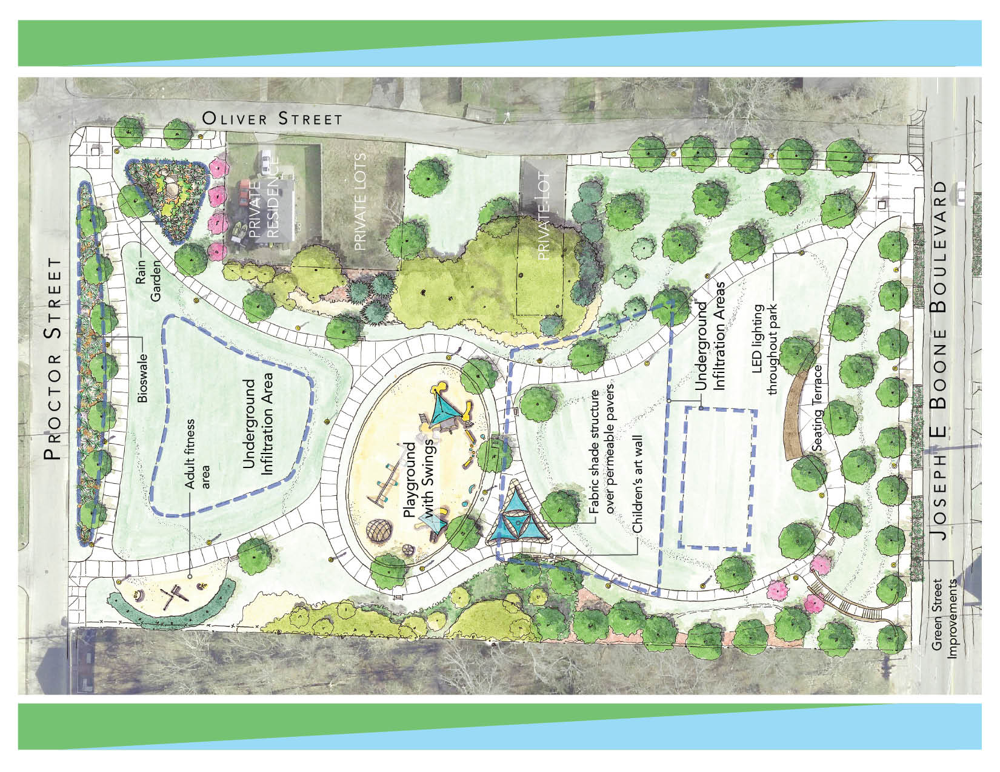 OLIVER STREET
PROCTOR STREET
PRIVATE
RESIDENCE
PRIVATE LOTS
PRIVATE LOT
Rain
Garden
Bioswale
Adult fitness
area
Underground
Infiltration Area
Playground
with Swings
Fabric shade structure
over permeable pavers
Children's art wall
Underground
Infiltration Areas
LED lighting
throughout park
Seating Terrace
JOSEPH E BOONE BOULEVARD
Green Street
Improvements